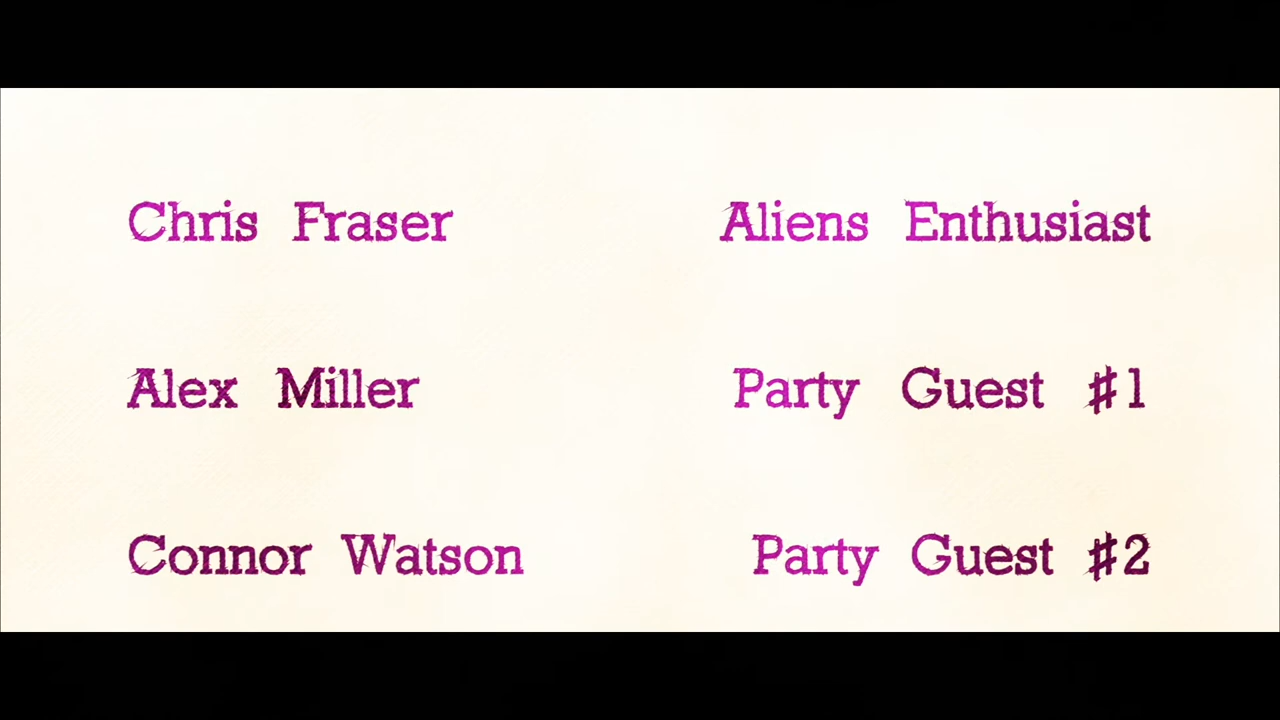 Chris Fraser Aliens Enthusiast
Alex Miller Party Guest #1
Connor Watson Party Guest #2